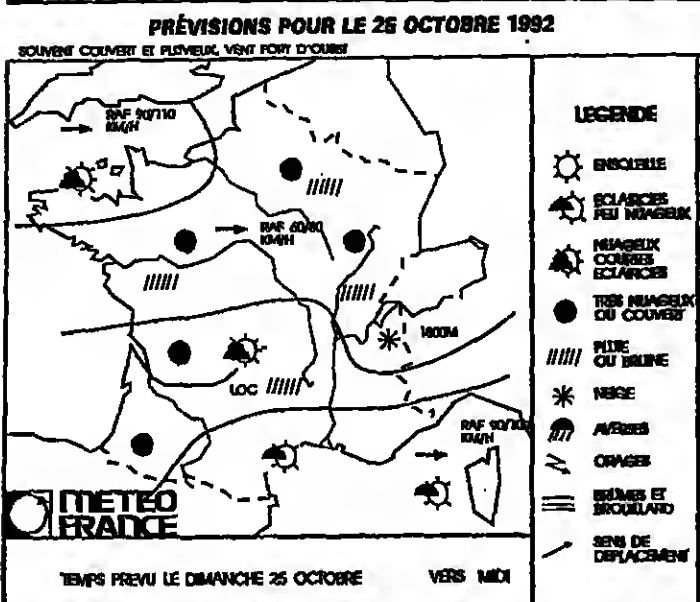 PRÉVISIONS POUR LE 25 OCTOBRE 1992
SOUVENT COUVERT ET PLUVIEUX, VENT FORT D'OUEST
RAF 90/110
KM/H
RAF 60/80
KM/H
1800M
LOC
RAF 90/100
KM/H
METEO
FRANCE
TEMPS PREVU LE DIMANCHE 25 OCTOBRE VERS MIDI
LEGENDE
ENSOLEILLE
ECLAIRCIES
PEU NUAGEUX
NUAGEUX
COURTES
ECLAIRCIES
TRES NUAGEUX
OU COUVERT
PLUIE
OU BRUINE
NEIGE
AVERSES
ORAGES
BRUMES ET
BROUILLARD
SENS DE
DEPLACEMENT